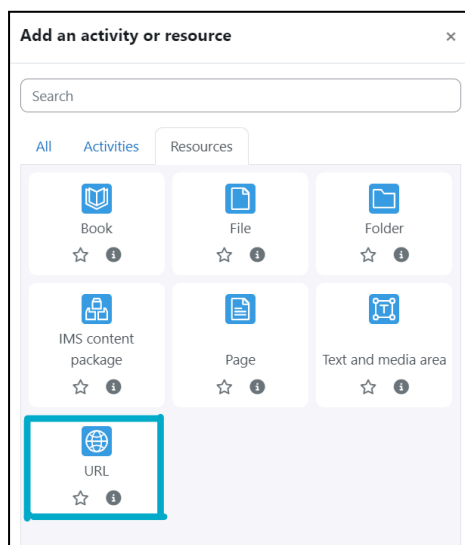 Add an activity or resource
×
Search
All Activities Resources
Book File Folder
IMS content
package Page Text and media area
URL